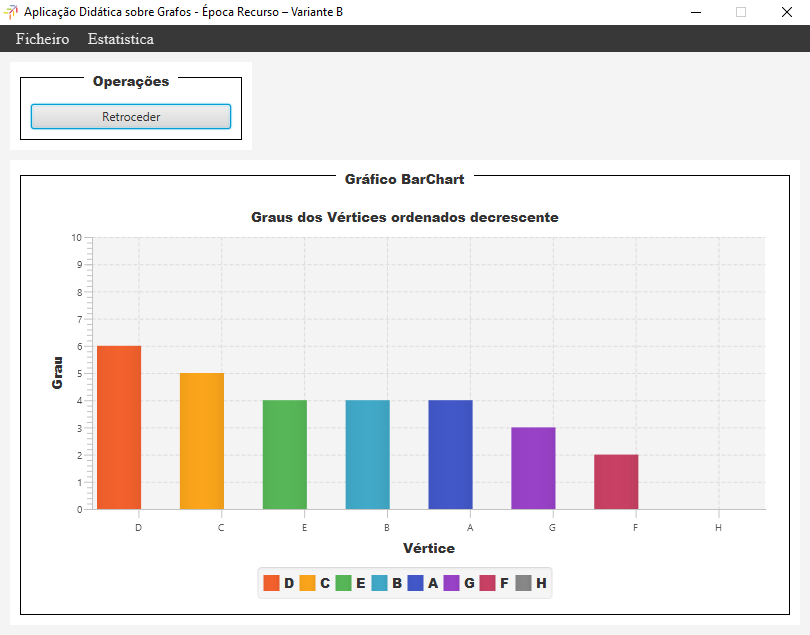 Aplicação Didática sobre Grafos - Época Recurso – Variante B
Ficheiro Estatistica
Operações
Retroceder
Gráfico BarChart
Graus dos Vértices ordenados decrescente
10
9
8
7
6
5
4
3
2
1
0
Grau
D C E B A G F H
Vértice
D C E B A G F H